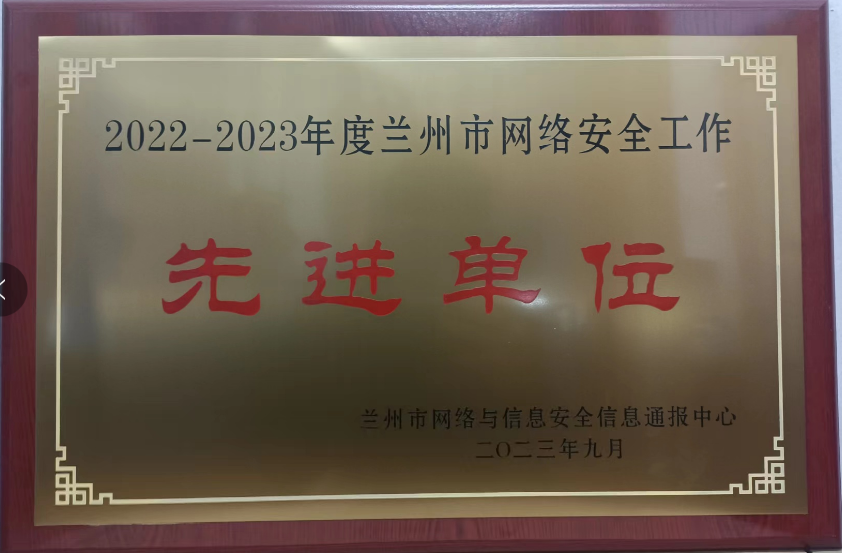 2022-2023年度兰州市网络安全工作
先进单位
兰州市网络与信息安全信息通报中心
二〇二三年九月